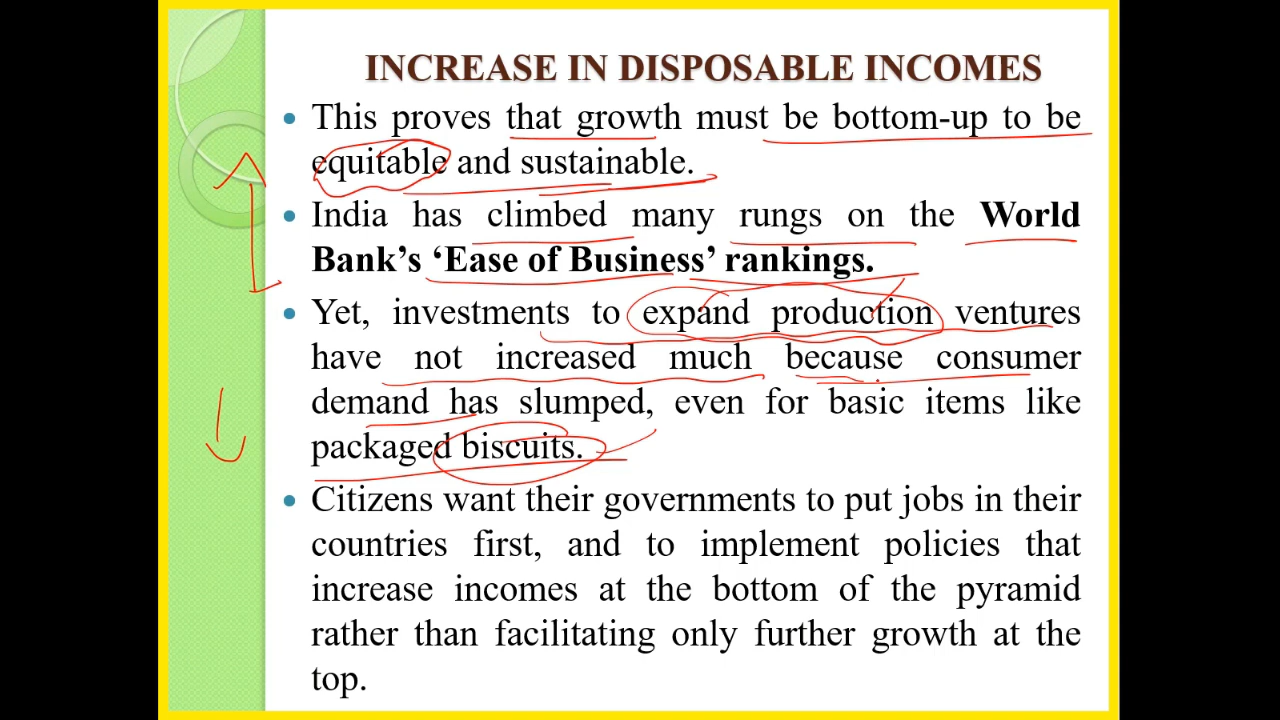 INCREASE IN DISPOSABLE INCOMES
• This proves that growth must be bottom-up to be
equitable and sustainable.
• India has climbed many rungs on the World
Bank’s ‘Ease of Business’ rankings.
• Yet, investments to expand production ventures
have not increased much because consumer
demand has slumped, even for basic items like
packaged biscuits.
• Citizens want their governments to put jobs in their
countries first, and to implement policies that
increase incomes at the bottom of the pyramid
rather than facilitating only further growth at the
top.